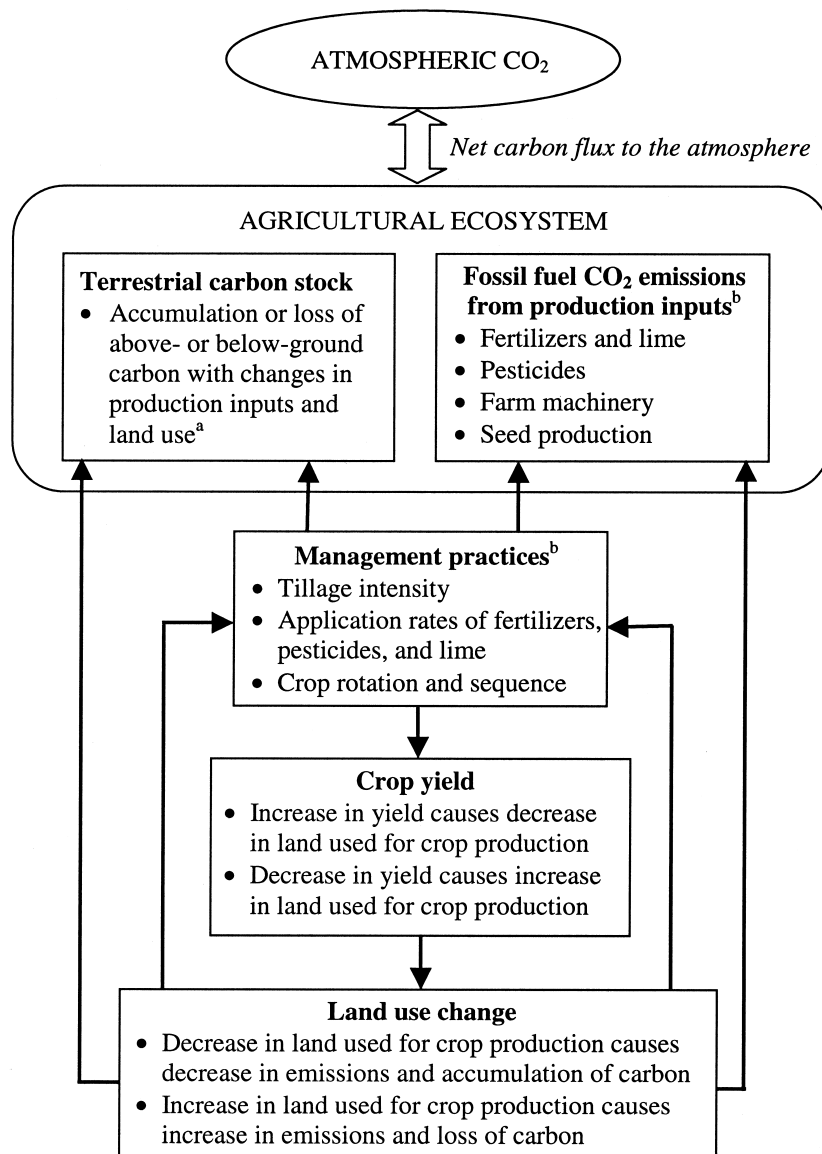 ATMOSPHERIC CO₂
Net carbon flux to the atmosphere
AGRICULTURAL ECOSYSTEM
Terrestrial carbon stock
• Accumulation or loss of
above- or below-ground
carbon with changes in
production inputs and
land useᵃ
Fossil fuel CO₂ emissions
from production inputsᵇ
• Fertilizers and lime
• Pesticides
• Farm machinery
• Seed production
Management practicesᵇ
• Tillage intensity
• Application rates of fertilizers,
pesticides, and lime
• Crop rotation and sequence
Crop yield
• Increase in yield causes decrease
in land used for crop production
• Decrease in yield causes increase
in land used for crop production
Land use change
• Decrease in land used for crop production causes
decrease in emissions and accumulation of carbon
• Increase in land used for crop production causes
increase in emissions and loss of carbon